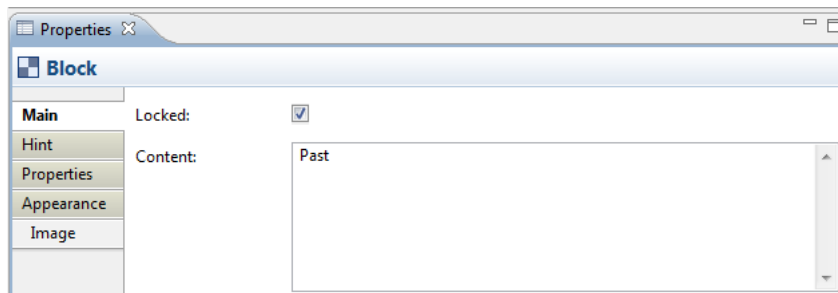 Properties
Block
Main
Locked:
Hint
Content:
Past
Properties
Appearance
Image